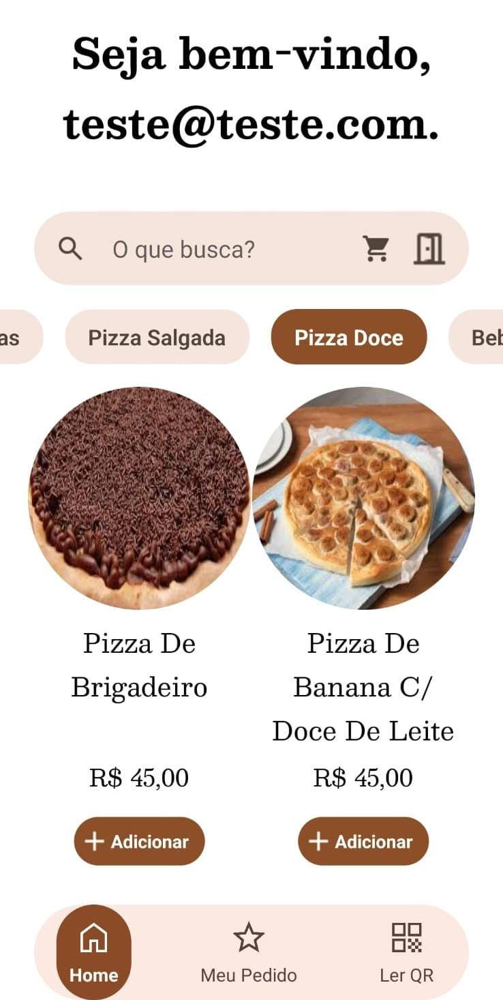 Seja bem-vindo,
teste@teste.com.
O que busca?
as Pizza Salgada Pizza Doce Beb
Pizza De
Brigadeiro
R$ 45,00
+ Adicionar
Pizza De
Banana C/
Doce De Leite
R$ 45,00
+ Adicionar
Home Meu Pedido Ler QR